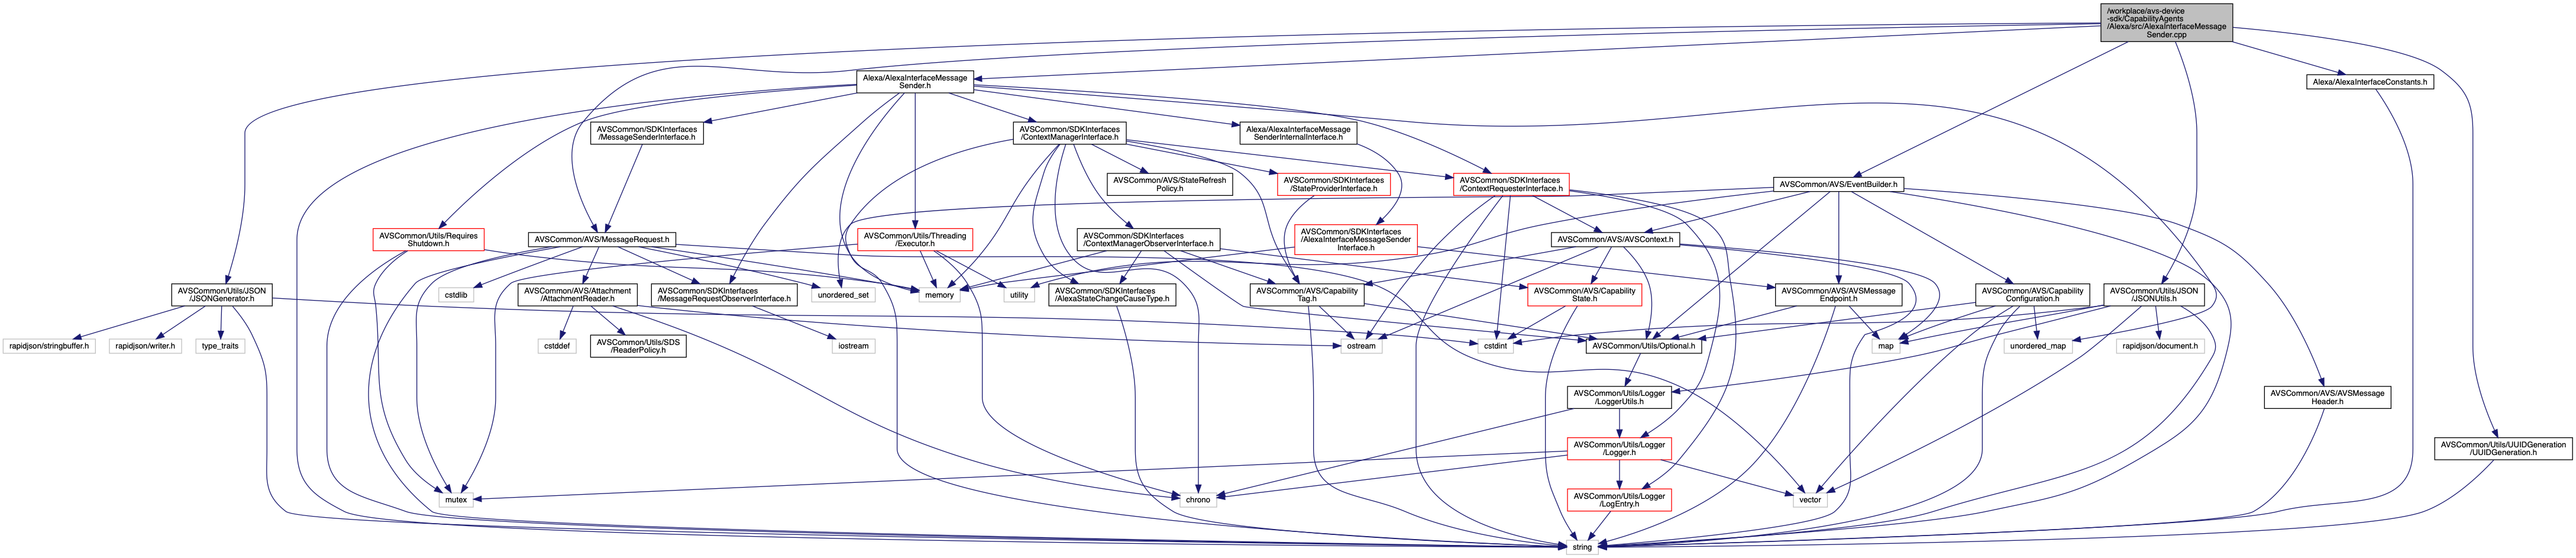 /workplace/avs-device
-sdk/CapabilityAgents
/Alexa/src/AlexaInterfaceMessage
Sender.cpp
Alexa/AlexaInterfaceMessage
Sender.h
Alexa/AlexaInterfaceConstants.h
AVSCommon/SDKInterfaces
/MessageSenderInterface.h
AVSCommon/SDKInterfaces
/ContextManagerInterface.h
Alexa/AlexaInterfaceMessage
SenderInternalInterface.h
AVSCommon/AVS/StateRefresh
Policy.h
AVSCommon/SDKInterfaces
/StateProviderInterface.h
AVSCommon/SDKInterfaces
/ContextRequesterInterface.h
AVSCommon/AVS/EventBuilder.h
AVSCommon/Utils/Requires
Shutdown.h
AVSCommon/AVS/MessageRequest.h
AVSCommon/Utils/Threading
/Executor.h
AVSCommon/SDKInterfaces
/ContextManagerObserverInterface.h
AVSCommon/SDKInterfaces
/AlexaInterfaceMessageSender
Interface.h
AVSCommon/AVS/AVSContext.h
AVSCommon/Utils/JSON
/JSONGenerator.h
cstdlib
AVSCommon/AVS/Attachment
/AttachmentReader.h
AVSCommon/SDKInterfaces
/MessageRequestObserverInterface.h
unordered_set
memory
utility
AVSCommon/SDKInterfaces
/AlexaStateChangeCauseType.h
AVSCommon/AVS/Capability
Tag.h
AVSCommon/AVS/Capability
State.h
AVSCommon/AVS/AVSMessage
Endpoint.h
AVSCommon/AVS/Capability
Configuration.h
AVSCommon/Utils/JSON
/JSONUtils.h
rapidjson/stringbuffer.h
rapidjson/writer.h
type_traits
cstddef
AVSCommon/Utils/SDS
/ReaderPolicy.h
iostream
ostream
cstdint
AVSCommon/Utils/Optional.h
map
unordered_map
rapidjson/document.h
AVSCommon/Utils/Logger
/LoggerUtils.h
AVSCommon/AVS/AVSMessage
Header.h
AVSCommon/Utils/Logger
/Logger.h
AVSCommon/Utils/UUIDGeneration
/UUIDGeneration.h
mutex
chrono
AVSCommon/Utils/Logger
/LogEntry.h
vector
string